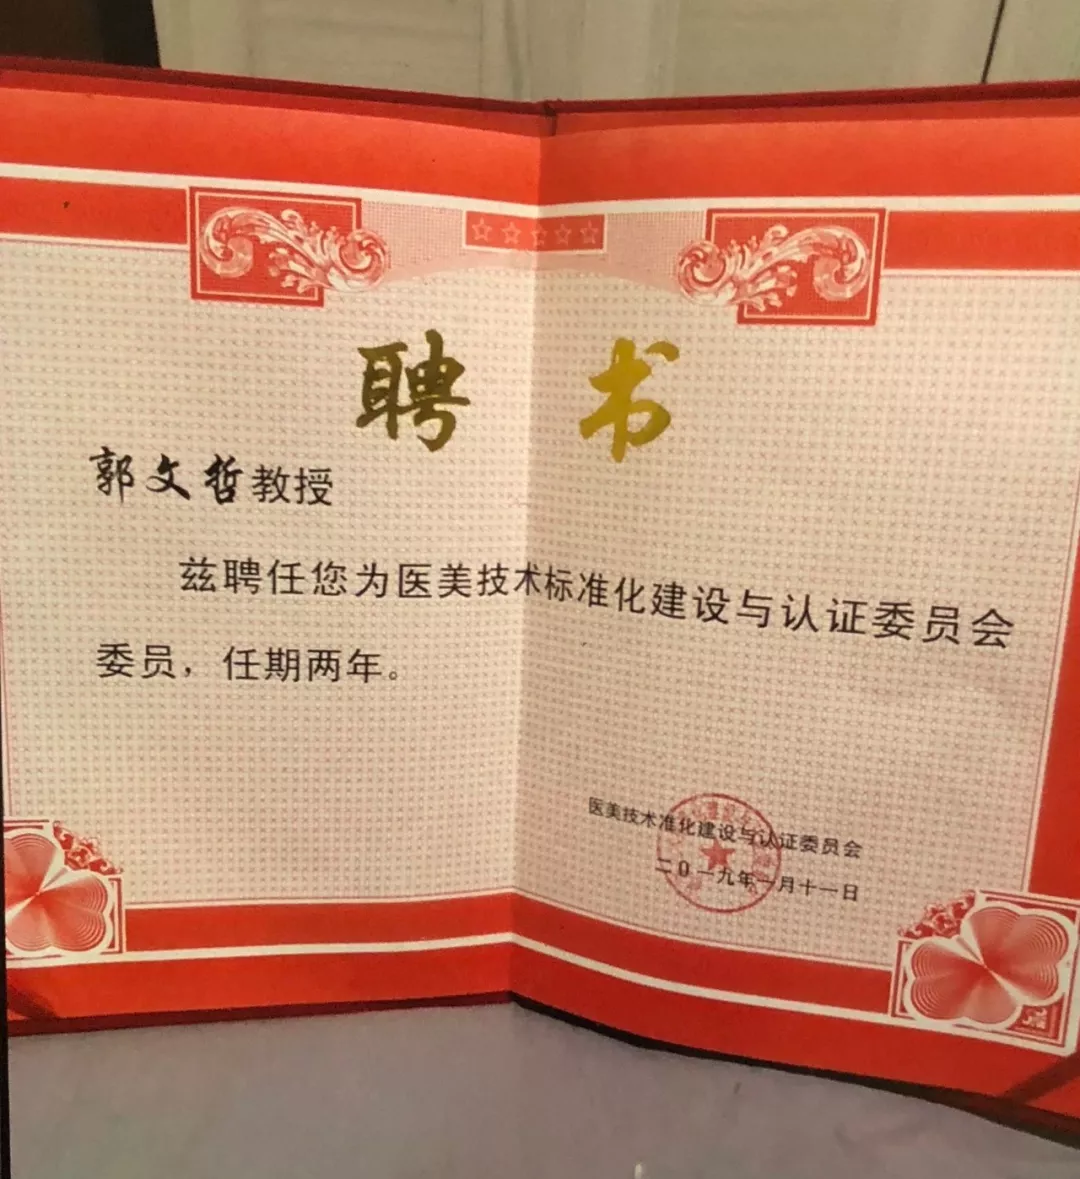 聘书
郭文哲教授
兹聘任您为医美技术标准化建设与认证委员会
委员，任期两年。
医美技术准化建设与认证委员会
二〇一九年一月十一日